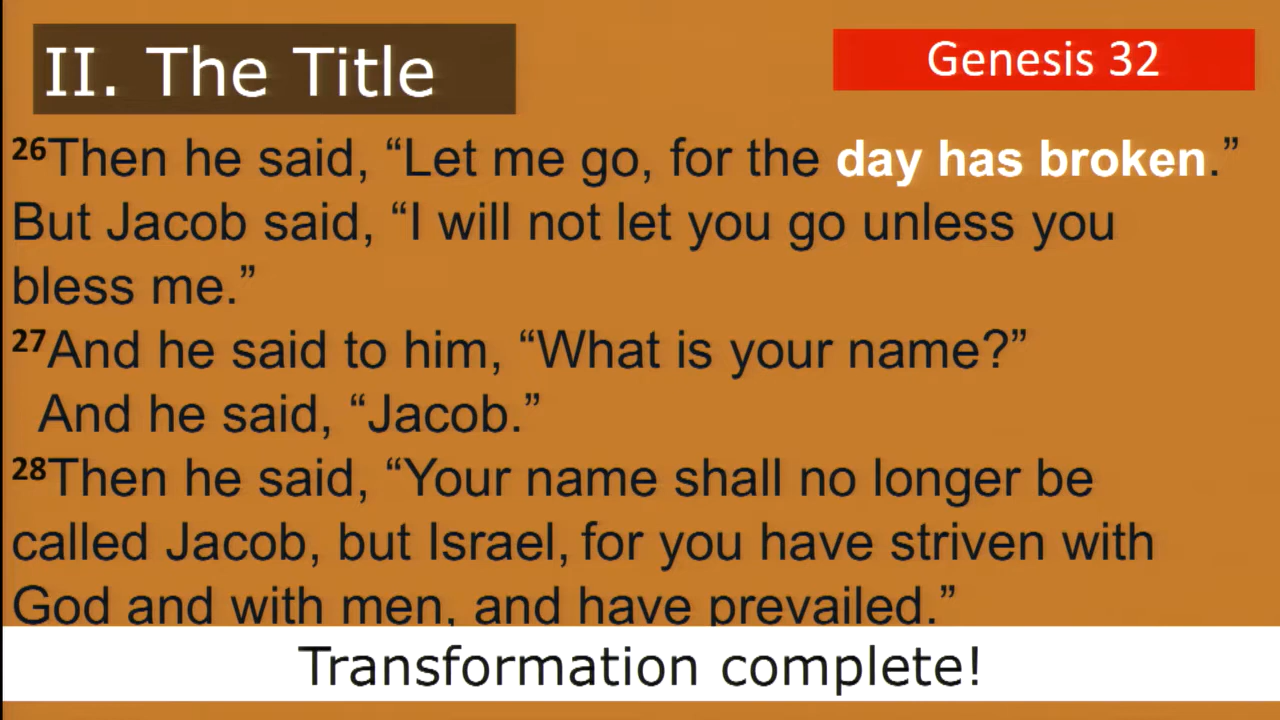 II. The Title
Genesis 32
26Then he said, “Let me go, for the day has broken.”
But Jacob said, “I will not let you go unless you
bless me.”
27And he said to him, “What is your name?”
And he said, “Jacob.”
28Then he said, “Your name shall no longer be
called Jacob, but Israel, for you have striven with
God and with men, and have prevailed.”
Transformation complete!